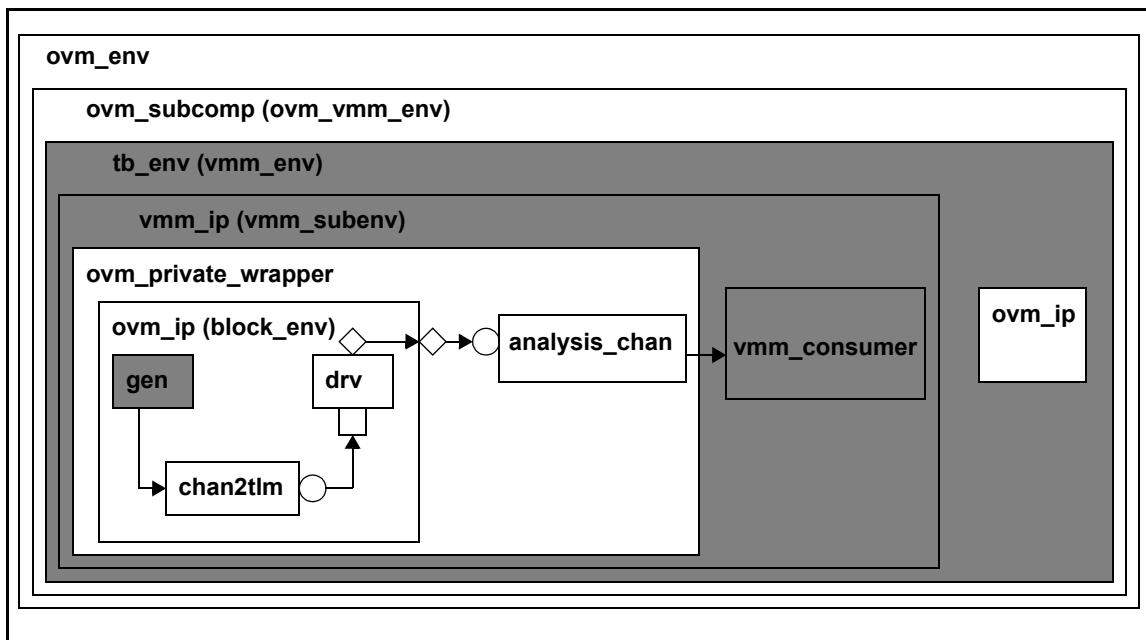 ovm_env
ovm_subcomp (ovm_vmm_env)
tb_env (vmm_env)
vmm_ip (vmm_subenv)
ovm_private_wrapper
ovm_ip (block_env)
gen
drv
chan2tlm
analysis_chan
vmm_consumer
ovm_ip